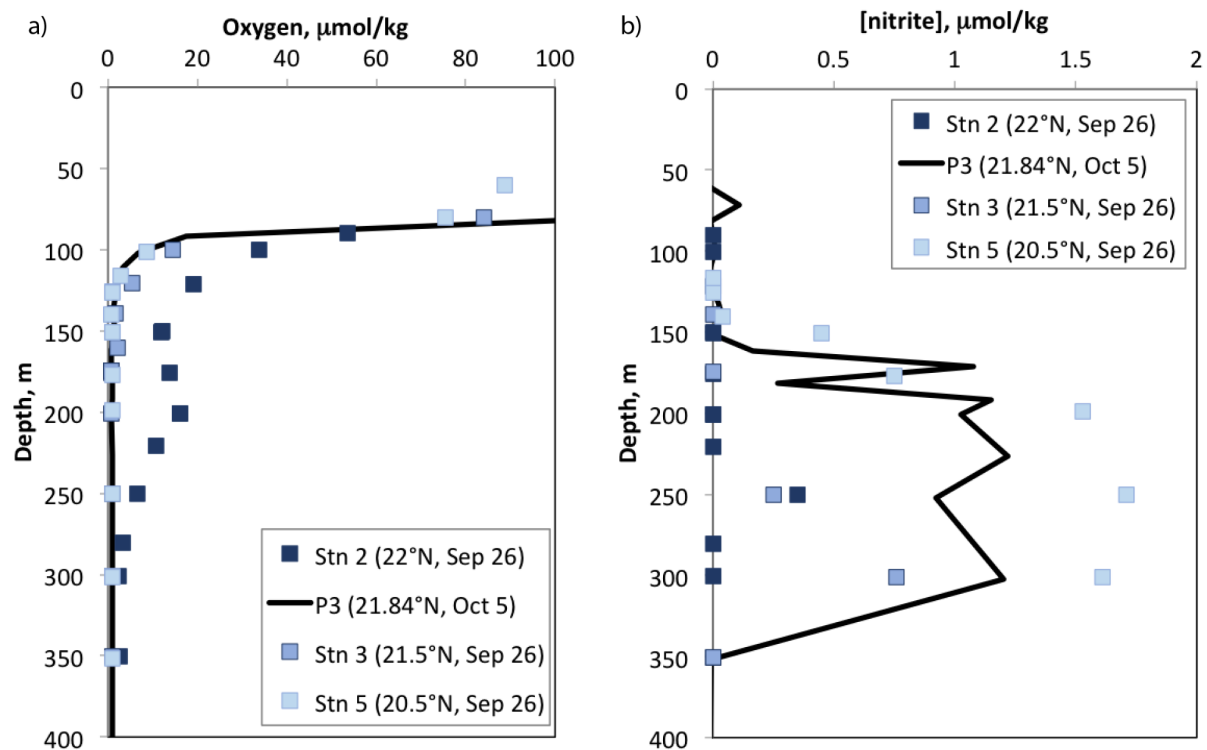 a)
Oxygen, μmol/kg
0 20 40 60 80 100
0
50
100
150
200
250
300
350
400
Depth, m
Stn 2 (22°N, Sep 26)
P3 (21.84°N, Oct 5)
Stn 3 (21.5°N, Sep 26)
Stn 5 (20.5°N, Sep 26)
b)
[nitrite], μmol/kg
0 0.5 1 1.5 2
0
50
100
150
200
250
300
350
400
Depth, m
Stn 2 (22°N, Sep 26)
P3 (21.84°N, Oct 5)
Stn 3 (21.5°N, Sep 26)
Stn 5 (20.5°N, Sep 26)